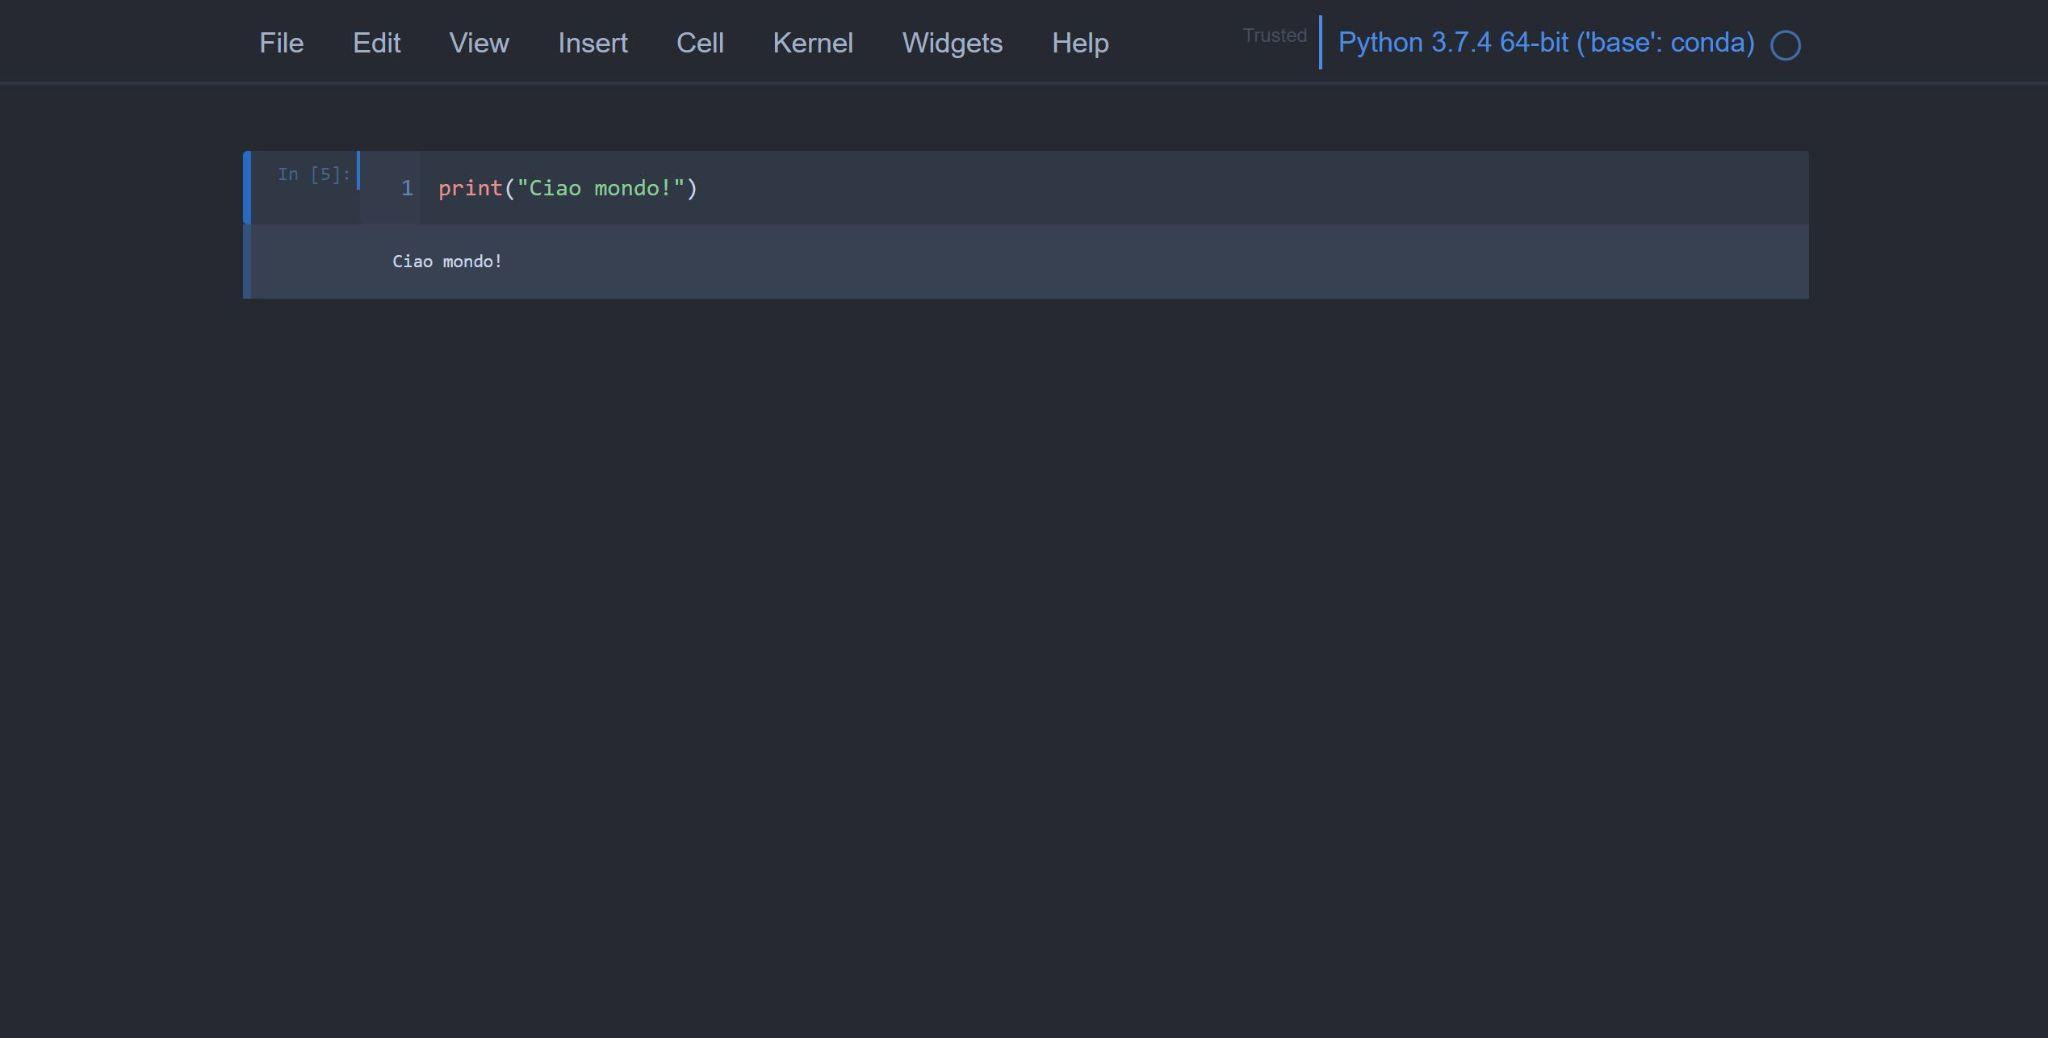 File Edit View Insert Cell Kernel Widgets Help Trusted Python 3.7.4 64-bit ('base': conda)
In [5]: 1 print("Ciao mondo!")
Ciao mondo!